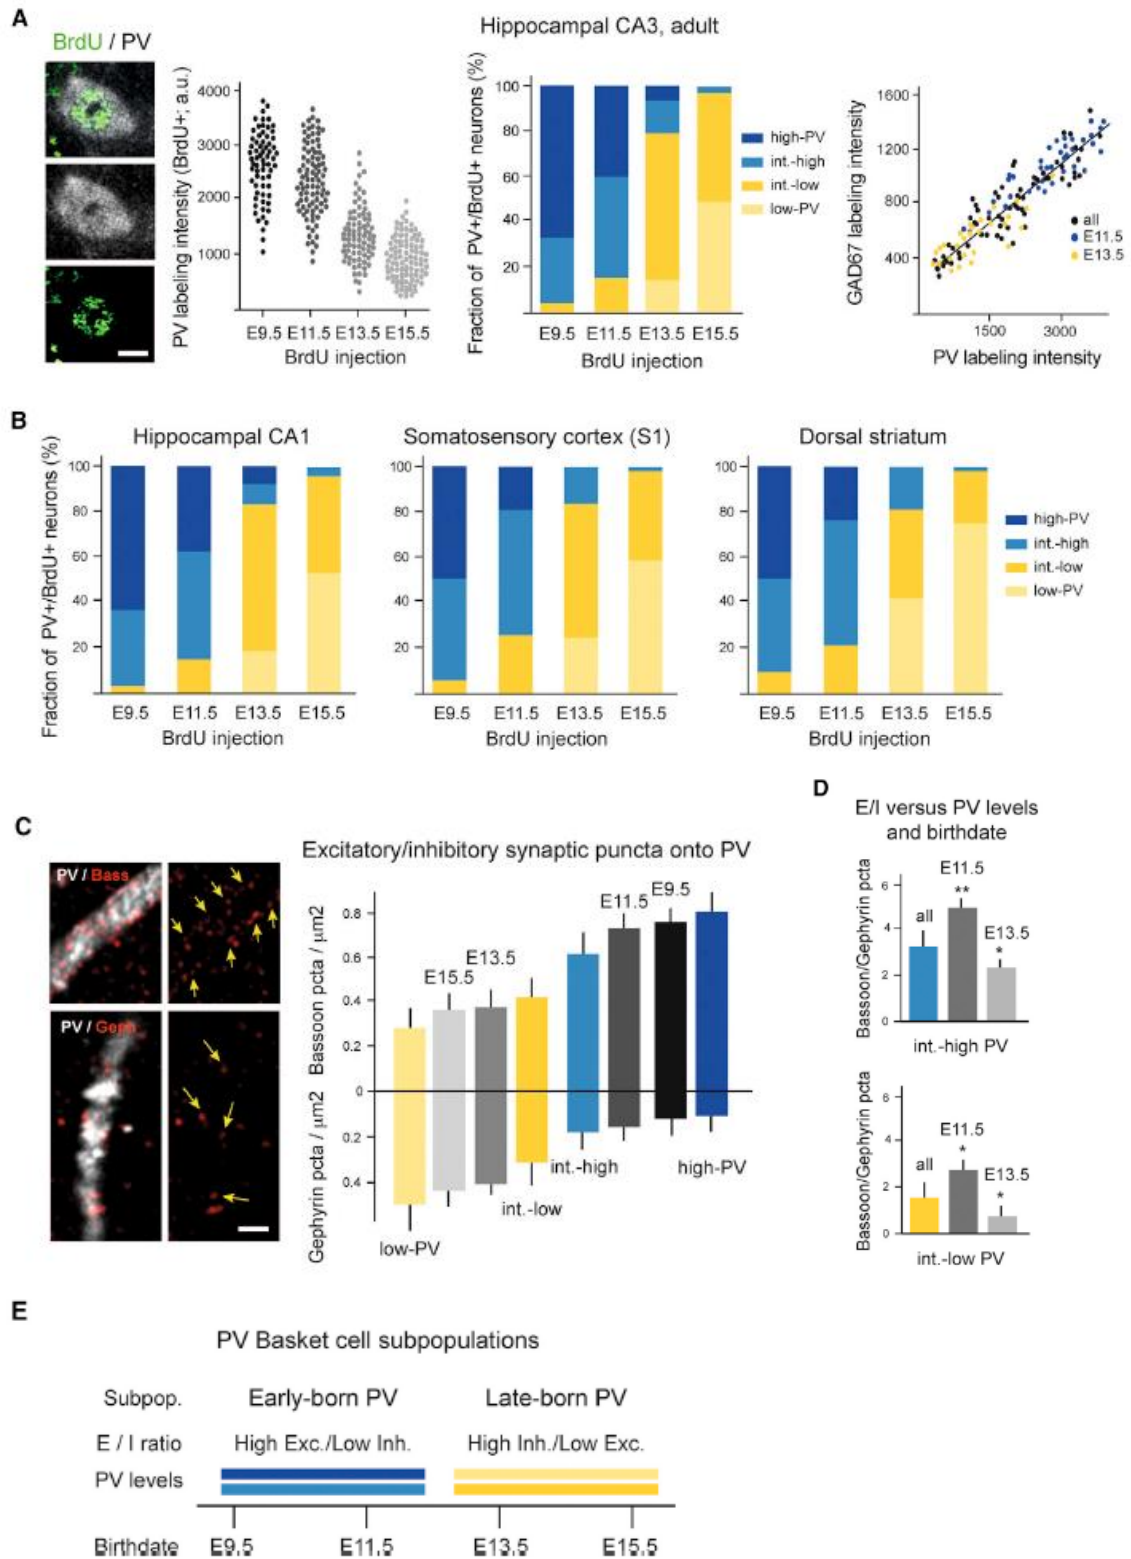 A
Hippocampal CA3, adult
BrdU / PV
PV labeling intensity (BrdU+; a.u.)
4000
3000
2000
1000
E9.5 E11.5 E13.5 E15.5
BrdU injection
Fraction of PV+/BrdU+ neurons (%)
100
80
60
40
20
E9.5 E11.5 E13.5 E15.5
BrdU injection
high-PV
int.-high
int.-low
low-PV
GAD67 labeling intensity
1600
1200
800
400
all
E11.5
E13.5
1500 3000
PV labeling intensity
B
Fraction of PV+/BrdU+ neurons (%)
Hippocampal CA1
100
80
60
40
20
E9.5 E11.5 E13.5 E15.5
BrdU injection
Somatosensory cortex (S1)
100
80
60
40
20
E9.5 E11.5 E13.5 E15.5
BrdU injection
Dorsal striatum
100
80
60
40
20
E9.5 E11.5 E13.5 E15.5
BrdU injection
high-PV
int.-high
int.-low
low-PV
C
PV / Bass
PV / Geph
Excitatory/inhibitory synaptic puncta onto PV
Bassoon pcta / μm2
Gephyrin pcta / μm2
0.8
0.6
0.4
0.2
0
0.2
0.4
E15.5
E13.5
E11.5
E9.5
low-PV
int.-low
int.-high
high-PV
D
E/I versus PV levels
and birthdate
Bassoon/Gephyrin pcta
6
4
2
0
all
E11.5
**
E13.5
*
int.-high PV
Bassoon/Gephyrin pcta
6
4
2
0
all
E11.5
*
E13.5
*
int.-low PV
E
PV Basket cell subpopulations
Subpop. Early-born PV Late-born PV
E / I ratio High Exc./Low Inh. High Inh./Low Exc.
PV levels
Birthdate E9.5 E11.5 E13.5 E15.5